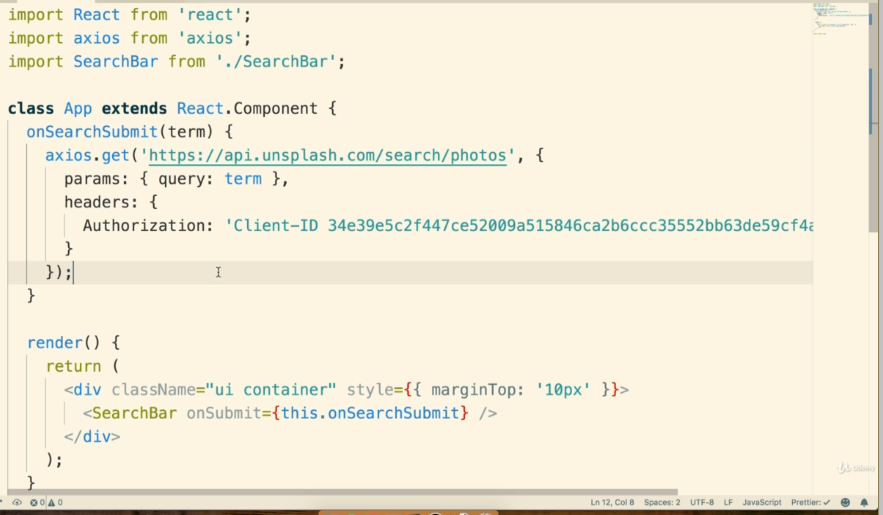 import React from 'react';
import axios from 'axios';
import SearchBar from './SearchBar';
class App extends React.Component {
onSearchSubmit(term) {
axios.get('https://api.unsplash.com/search/photos', {
params: { query: term },
headers: {
Authorization: 'Client-ID 34e39e5c2f447ce52009a515846ca2b6ccc35552bb63de59cf4a
}
});
}
render() {
return (
<div className="ui container" style={{ marginTop: '10px' }}>
<SearchBar onSubmit={this.onSearchSubmit} />
</div>
);
}
Udemy
0 0 Ln 12, Col 8 Spaces: 2 UTF-8 LF JavaScript Prettier: ✓